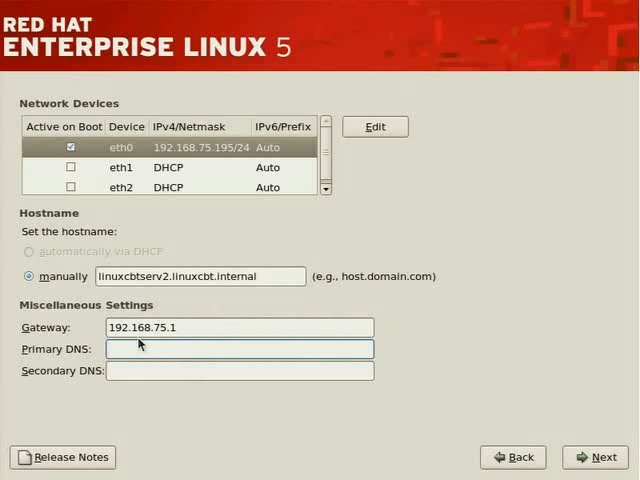 RED HAT
ENTERPRISE LINUX 5
Network Devices
Active on Boot Device IPv4/Netmask IPv6/Prefix
eth0 192.168.75.195/24 Auto
eth1 DHCP Auto
eth2 DHCP Auto
Edit
Hostname
Set the hostname:
automatically via DHCP
manually linuxcbtserv2.linuxcbt.internal (e.g., host.domain.com)
Miscellaneous Settings
Gateway: 192.168.75.1
Primary DNS:
Secondary DNS:
Release Notes Back Next